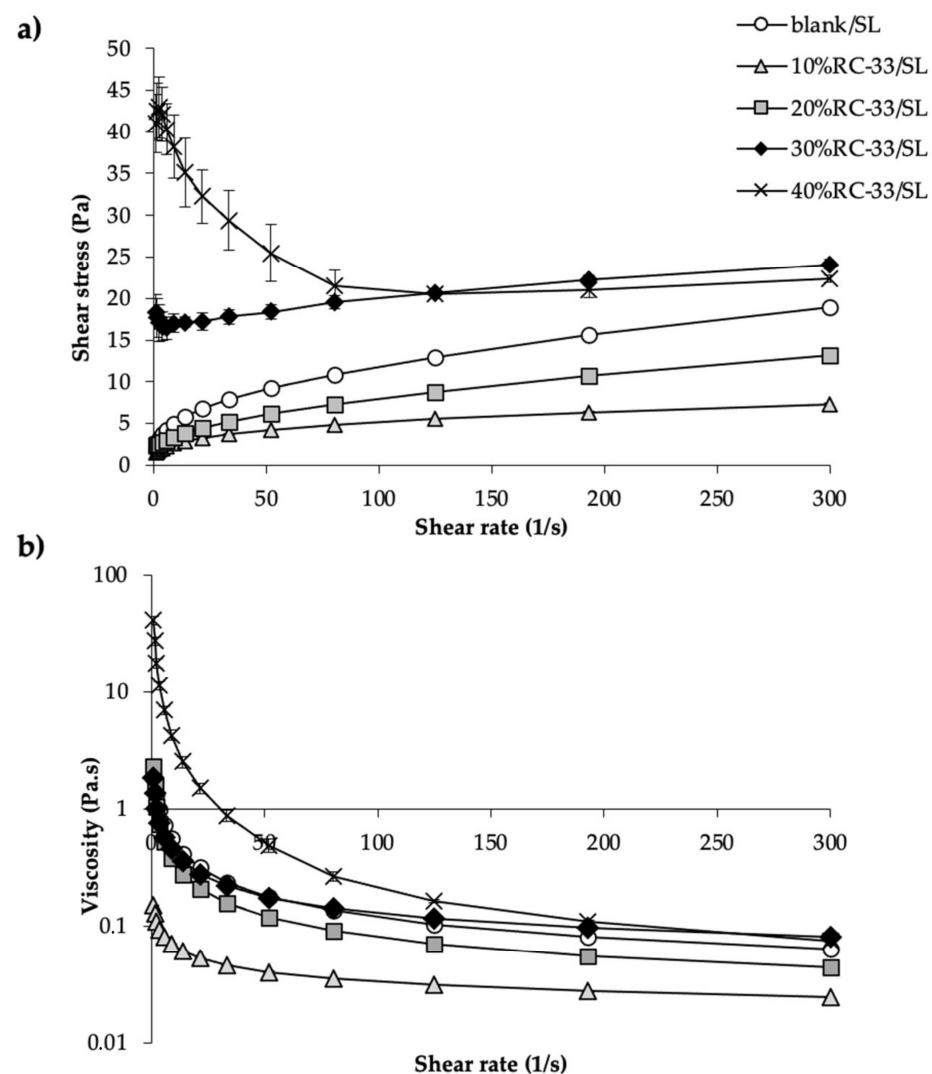 a)
blank/SL
10%RC-33/SL
20%RC-33/SL
30%RC-33/SL
40%RC-33/SL
50
45
40
35
30
25
20
15
10
5
0
Shear stress (Pa)
0 50 100 150 200 250 300
Shear rate (1/s)
b)
100
10
1
0.1
0.01
Viscosity (Pa.s)
0 50 100 150 200 250 300
Shear rate (1/s)